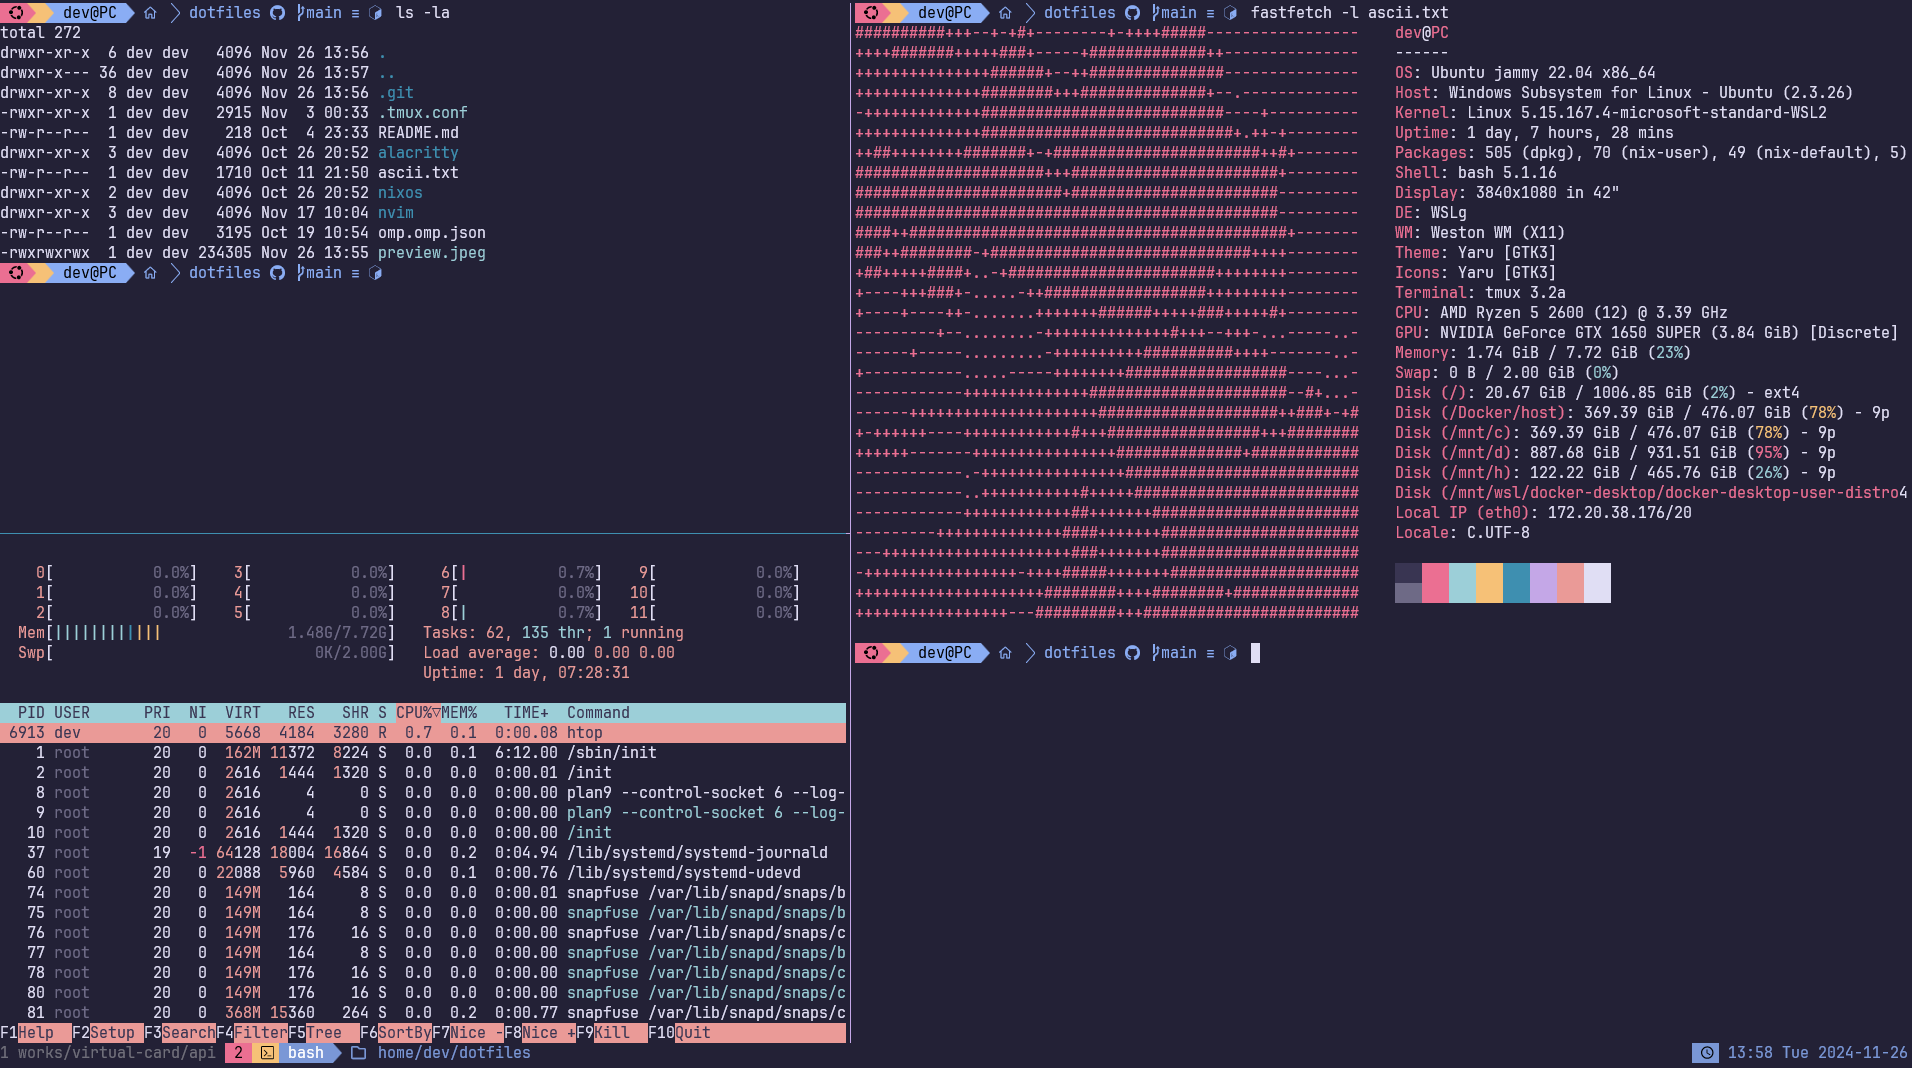 dev@PC dotfiles main ≡ ls -la
total 272
drwxr-xr-x  6 dev dev   4096 Nov 26 13:56 .
drwxr-x--- 36 dev dev   4096 Nov 26 13:57 ..
drwxr-xr-x  8 dev dev   4096 Nov 26 13:56 .git
-rwxr-xr-x  1 dev dev   2915 Nov  3 00:33 .tmux.conf
-rw-r--r--  1 dev dev    218 Oct  4 23:33 README.md
drwxr-xr-x  3 dev dev   4096 Oct 26 20:52 alacritty
-rw-r--r--  1 dev dev   1710 Oct 11 21:50 ascii.txt
drwxr-xr-x  2 dev dev   4096 Oct 26 20:52 nixos
drwxr-xr-x  3 dev dev   4096 Nov 17 10:04 nvim
-rw-r--r--  1 dev dev   3195 Oct 19 10:54 omp.omp.json
-rwxrwxrwx  1 dev dev 234305 Nov 26 13:55 preview.jpeg
dev@PC dotfiles main ≡
0[ 0.0%] 3[ 0.0%] 6[| 0.7%] 9[ 0.0%]
1[ 0.0%] 4[ 0.0%] 7[ 0.0%] 10[ 0.0%]
2[ 0.0%] 5[ 0.0%] 8[| 0.7%] 11[ 0.0%]
Mem[|||||||||||| 1.48G/7.72G] Tasks: 62, 135 thr; 1 running
Swp[ 0K/2.00G] Load average: 0.00 0.00 0.00
Uptime: 1 day, 07:28:31
PID USER PRI NI VIRT RES SHR S CPU%▽MEM% TIME+ Command
6913 dev 20 0 5668 4184 3280 R 0.7 0.1 0:00.08 htop
1 root 20 0 162M 11372 8224 S 0.0 0.1 6:12.00 /sbin/init
2 root 20 0 2616 1444 1320 S 0.0 0.0 0:00.01 /init
8 root 20 0 2616 4 0 S 0.0 0.0 0:00.00 plan9 --control-socket 6 --log-
9 root 20 0 2616 4 0 S 0.0 0.0 0:00.00 plan9 --control-socket 6 --log-
10 root 20 0 2616 1444 1320 S 0.0 0.0 0:00.00 /init
37 root 19 -1 64128 18004 16864 S 0.0 0.2 0:04.94 /lib/systemd/systemd-journald
60 root 20 0 22088 5960 4584 S 0.0 0.1 0:00.76 /lib/systemd/systemd-udevd
74 root 20 0 149M 164 8 S 0.0 0.0 0:00.01 snapfuse /var/lib/snapd/snaps/b
75 root 20 0 149M 164 8 S 0.0 0.0 0:00.00 snapfuse /var/lib/snapd/snaps/b
76 root 20 0 149M 176 16 S 0.0 0.0 0:00.00 snapfuse /var/lib/snapd/snaps/c
77 root 20 0 149M 164 8 S 0.0 0.0 0:00.00 snapfuse /var/lib/snapd/snaps/b
78 root 20 0 149M 176 16 S 0.0 0.0 0:00.00 snapfuse /var/lib/snapd/snaps/c
80 root 20 0 149M 176 16 S 0.0 0.0 0:00.00 snapfuse /var/lib/snapd/snaps/c
81 root 20 0 368M 15360 264 S 0.0 0.2 0:00.77 snapfuse /var/lib/snapd/snaps/c
F1Help F2Setup F3SearchF4FilterF5Tree F6SortByF7Nice -F8Nice +F9Kill F10Quit
dev@PC dotfiles main ≡ fastfetch -l ascii.txt
dev@PC
------
OS: Ubuntu jammy 22.04 x86_64
Host: Windows Subsystem for Linux - Ubuntu (2.3.26)
Kernel: Linux 5.15.167.4-microsoft-standard-WSL2
Uptime: 1 day, 7 hours, 28 mins
Packages: 505 (dpkg), 70 (nix-user), 49 (nix-default), 5)
Shell: bash 5.1.16
Display: 3840x1080 in 42"
DE: WSLg
WM: Weston WM (X11)
Theme: Yaru [GTK3]
Icons: Yaru [GTK3]
Terminal: tmux 3.2a
CPU: AMD Ryzen 5 2600 (12) @ 3.39 GHz
GPU: NVIDIA GeForce GTX 1650 SUPER (3.84 GiB) [Discrete]
Memory: 1.74 GiB / 7.72 GiB (23%)
Swap: 0 B / 2.00 GiB (0%)
Disk (/): 20.67 GiB / 1006.85 GiB (2%) - ext4
Disk (/Docker/host): 369.39 GiB / 476.07 GiB (78%) - 9p
Disk (/mnt/c): 369.39 GiB / 476.07 GiB (78%) - 9p
Disk (/mnt/d): 887.68 GiB / 931.51 GiB (95%) - 9p
Disk (/mnt/h): 122.22 GiB / 465.76 GiB (26%) - 9p
Disk (/mnt/wsl/docker-desktop/docker-desktop-user-distro4
Local IP (eth0): 172.20.38.176/20
Locale: C.UTF-8
dev@PC dotfiles main ≡
1 works/virtual-card/api 2 bash home/dev/dotfiles 13:58 Tue 2024-11-26